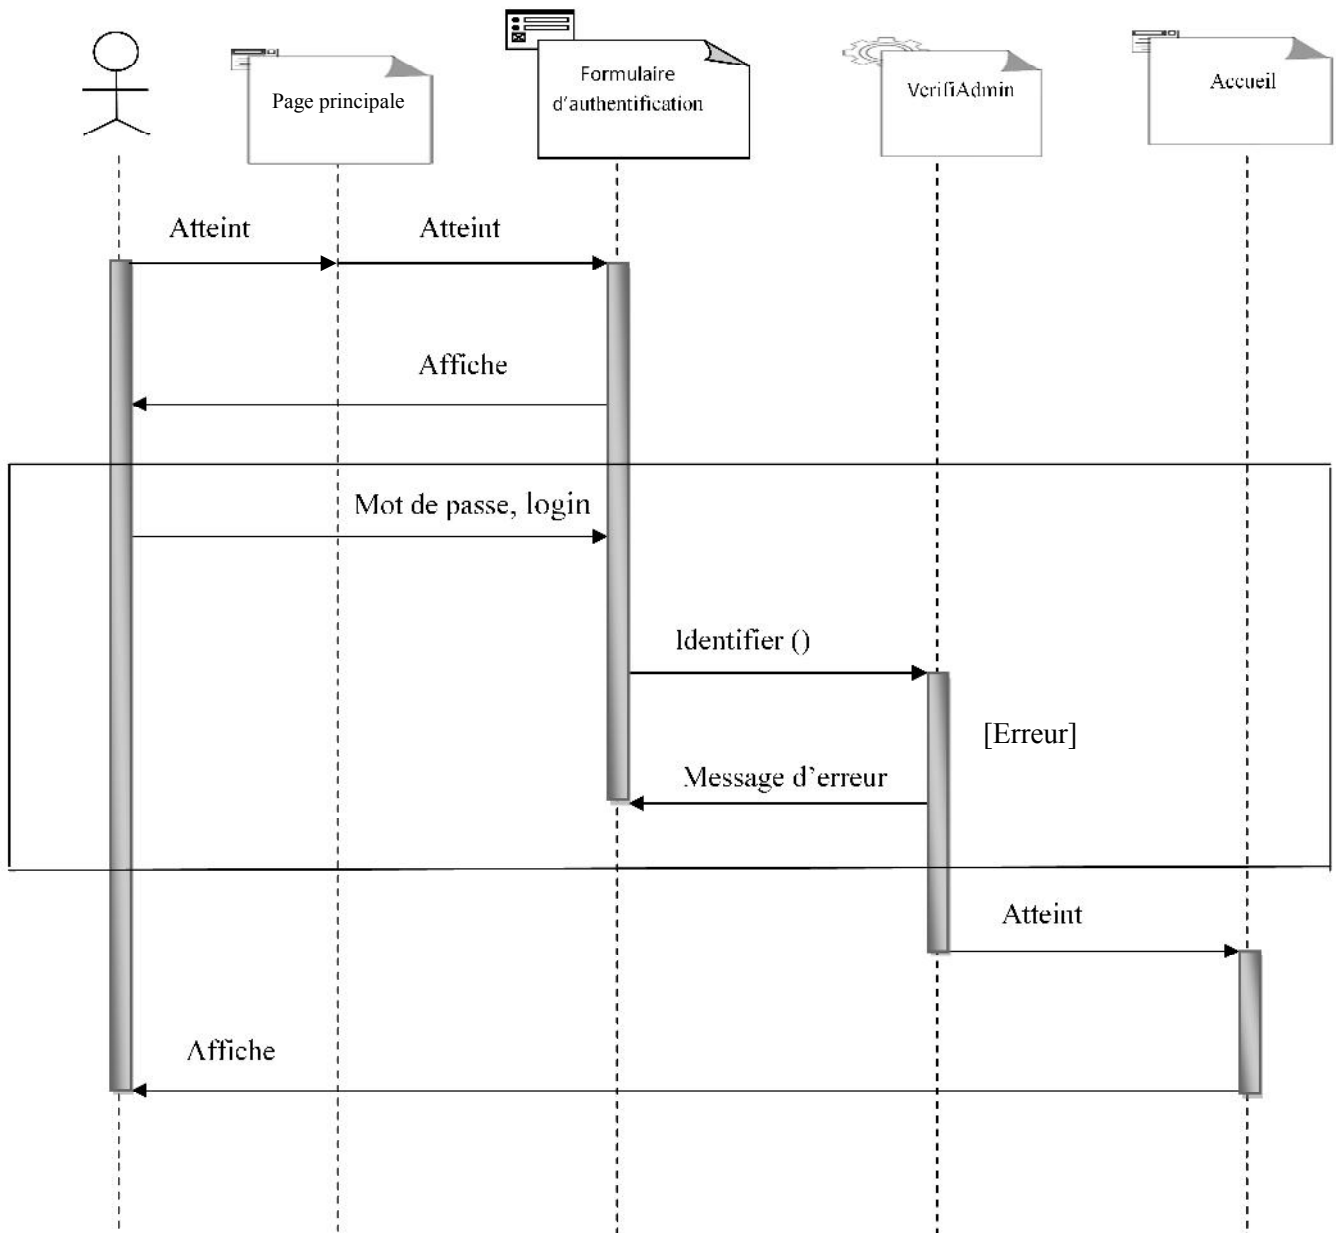 Page principale
Formulaire
d'authentification
VerifiAdmin
Accueil
Atteint
Atteint
Affiche
Mot de passe, login
Identifier ()
[Erreur]
Message d'erreur
Atteint
Affiche